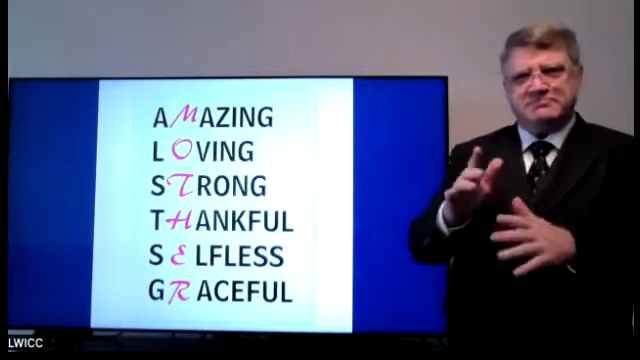 AMAZING
LOVING
STRONG
THANKFUL
SELFLESS
GRACEFUL
LWICC